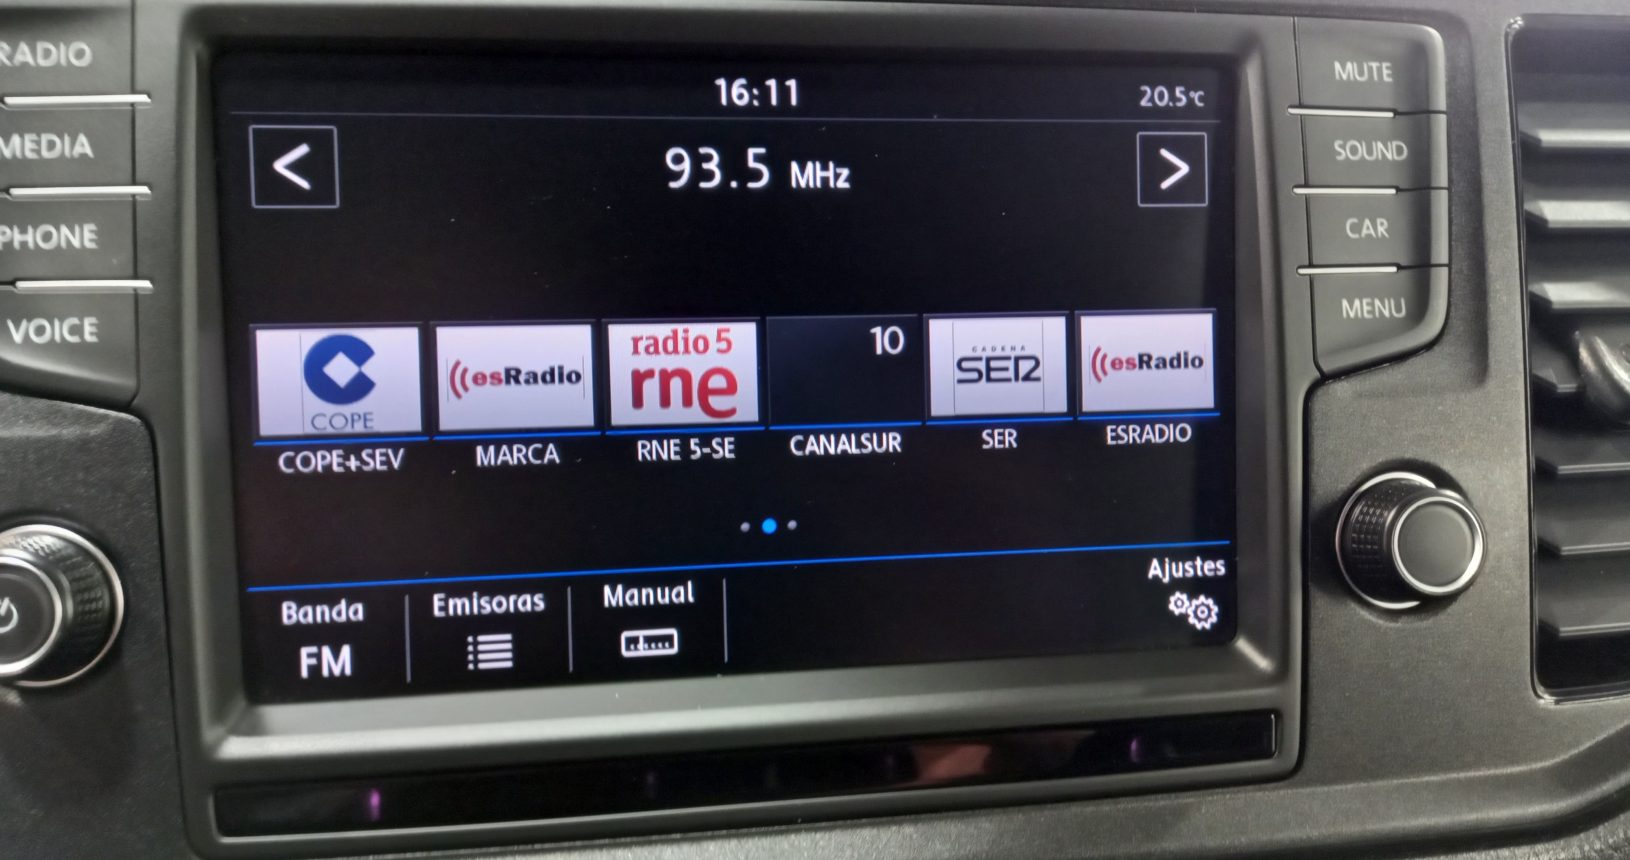 RADIO
MEDIA
PHONE
VOICE
16:11
20.5°C
<
93.5 MHz
>
COPE
COPE+SEV
esRadio
MARCA
radio 5
rne
RNE 5-SE
10
CANALSUR
CADENA
SER
SER
esRadio
ESRADIO
Banda
FM
Emisoras
Manual
Ajustes
MUTE
SOUND
CAR
MENU